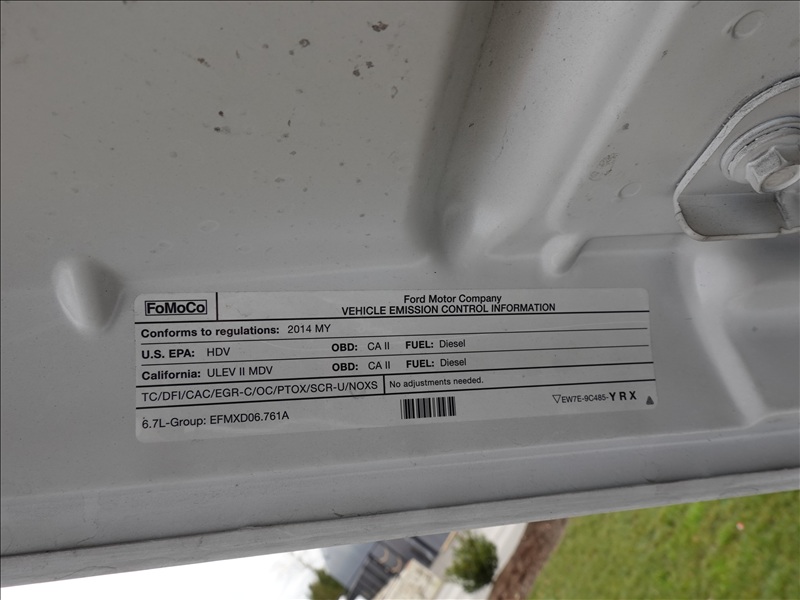 FoMoCo
Ford Motor Company
VEHICLE EMISSION CONTROL INFORMATION
Conforms to regulations: 2014 MY
U.S. EPA: HDV OBD: CA II FUEL: Diesel
California: ULEV II MDV OBD: CA II FUEL: Diesel
TC/DFI/CAC/EGR-C/OC/PTOX/SCR-U/NOXS No adjustments needed.
6.7L-Group: EFMXD06.761A EW7E-9C485-YRX